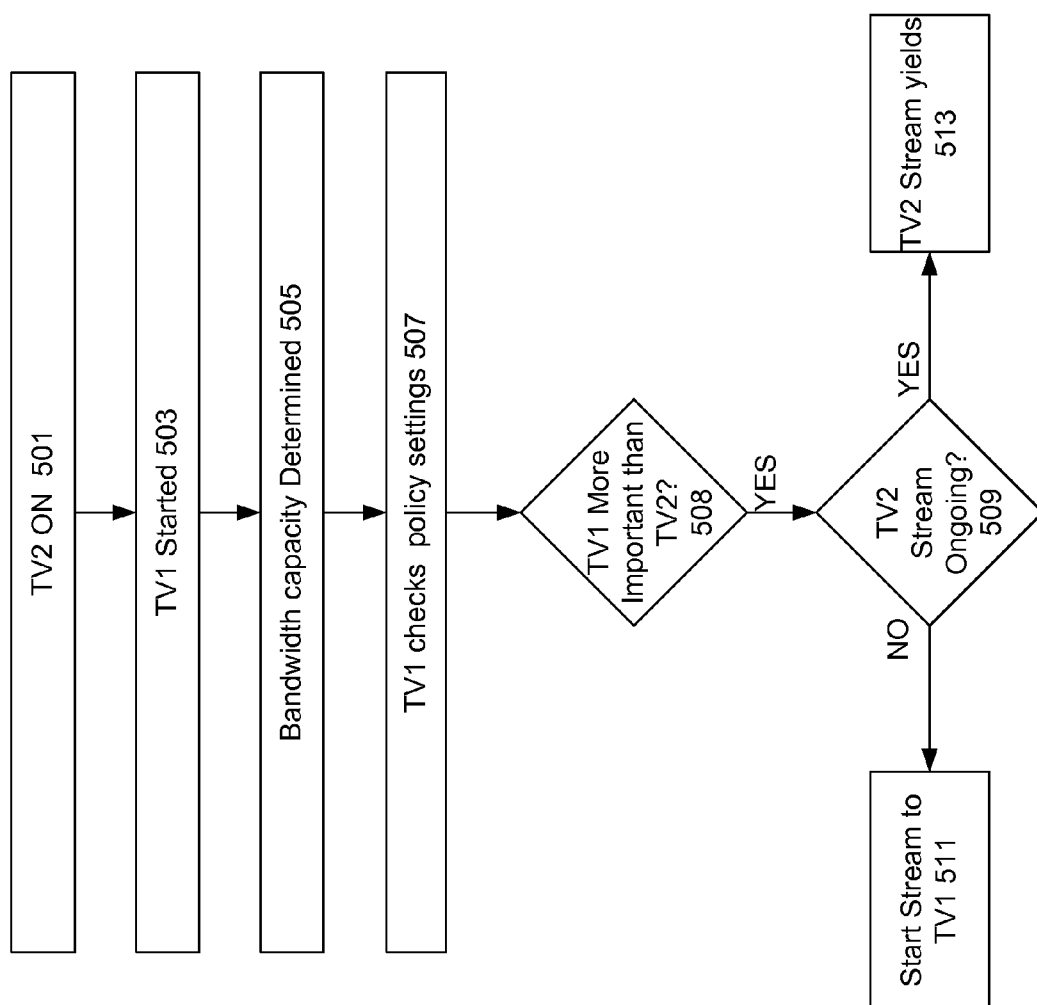 TV2 ON 501
TV1 Started 503
Bandwidth capacity Determined 505
TV1 checks policy settings 507
TV1 More
Important than
TV2?
508
YES
TV2
Stream
Ongoing?
509
NO
YES
Start Stream to
TV1 511
TV2 Stream yields
513